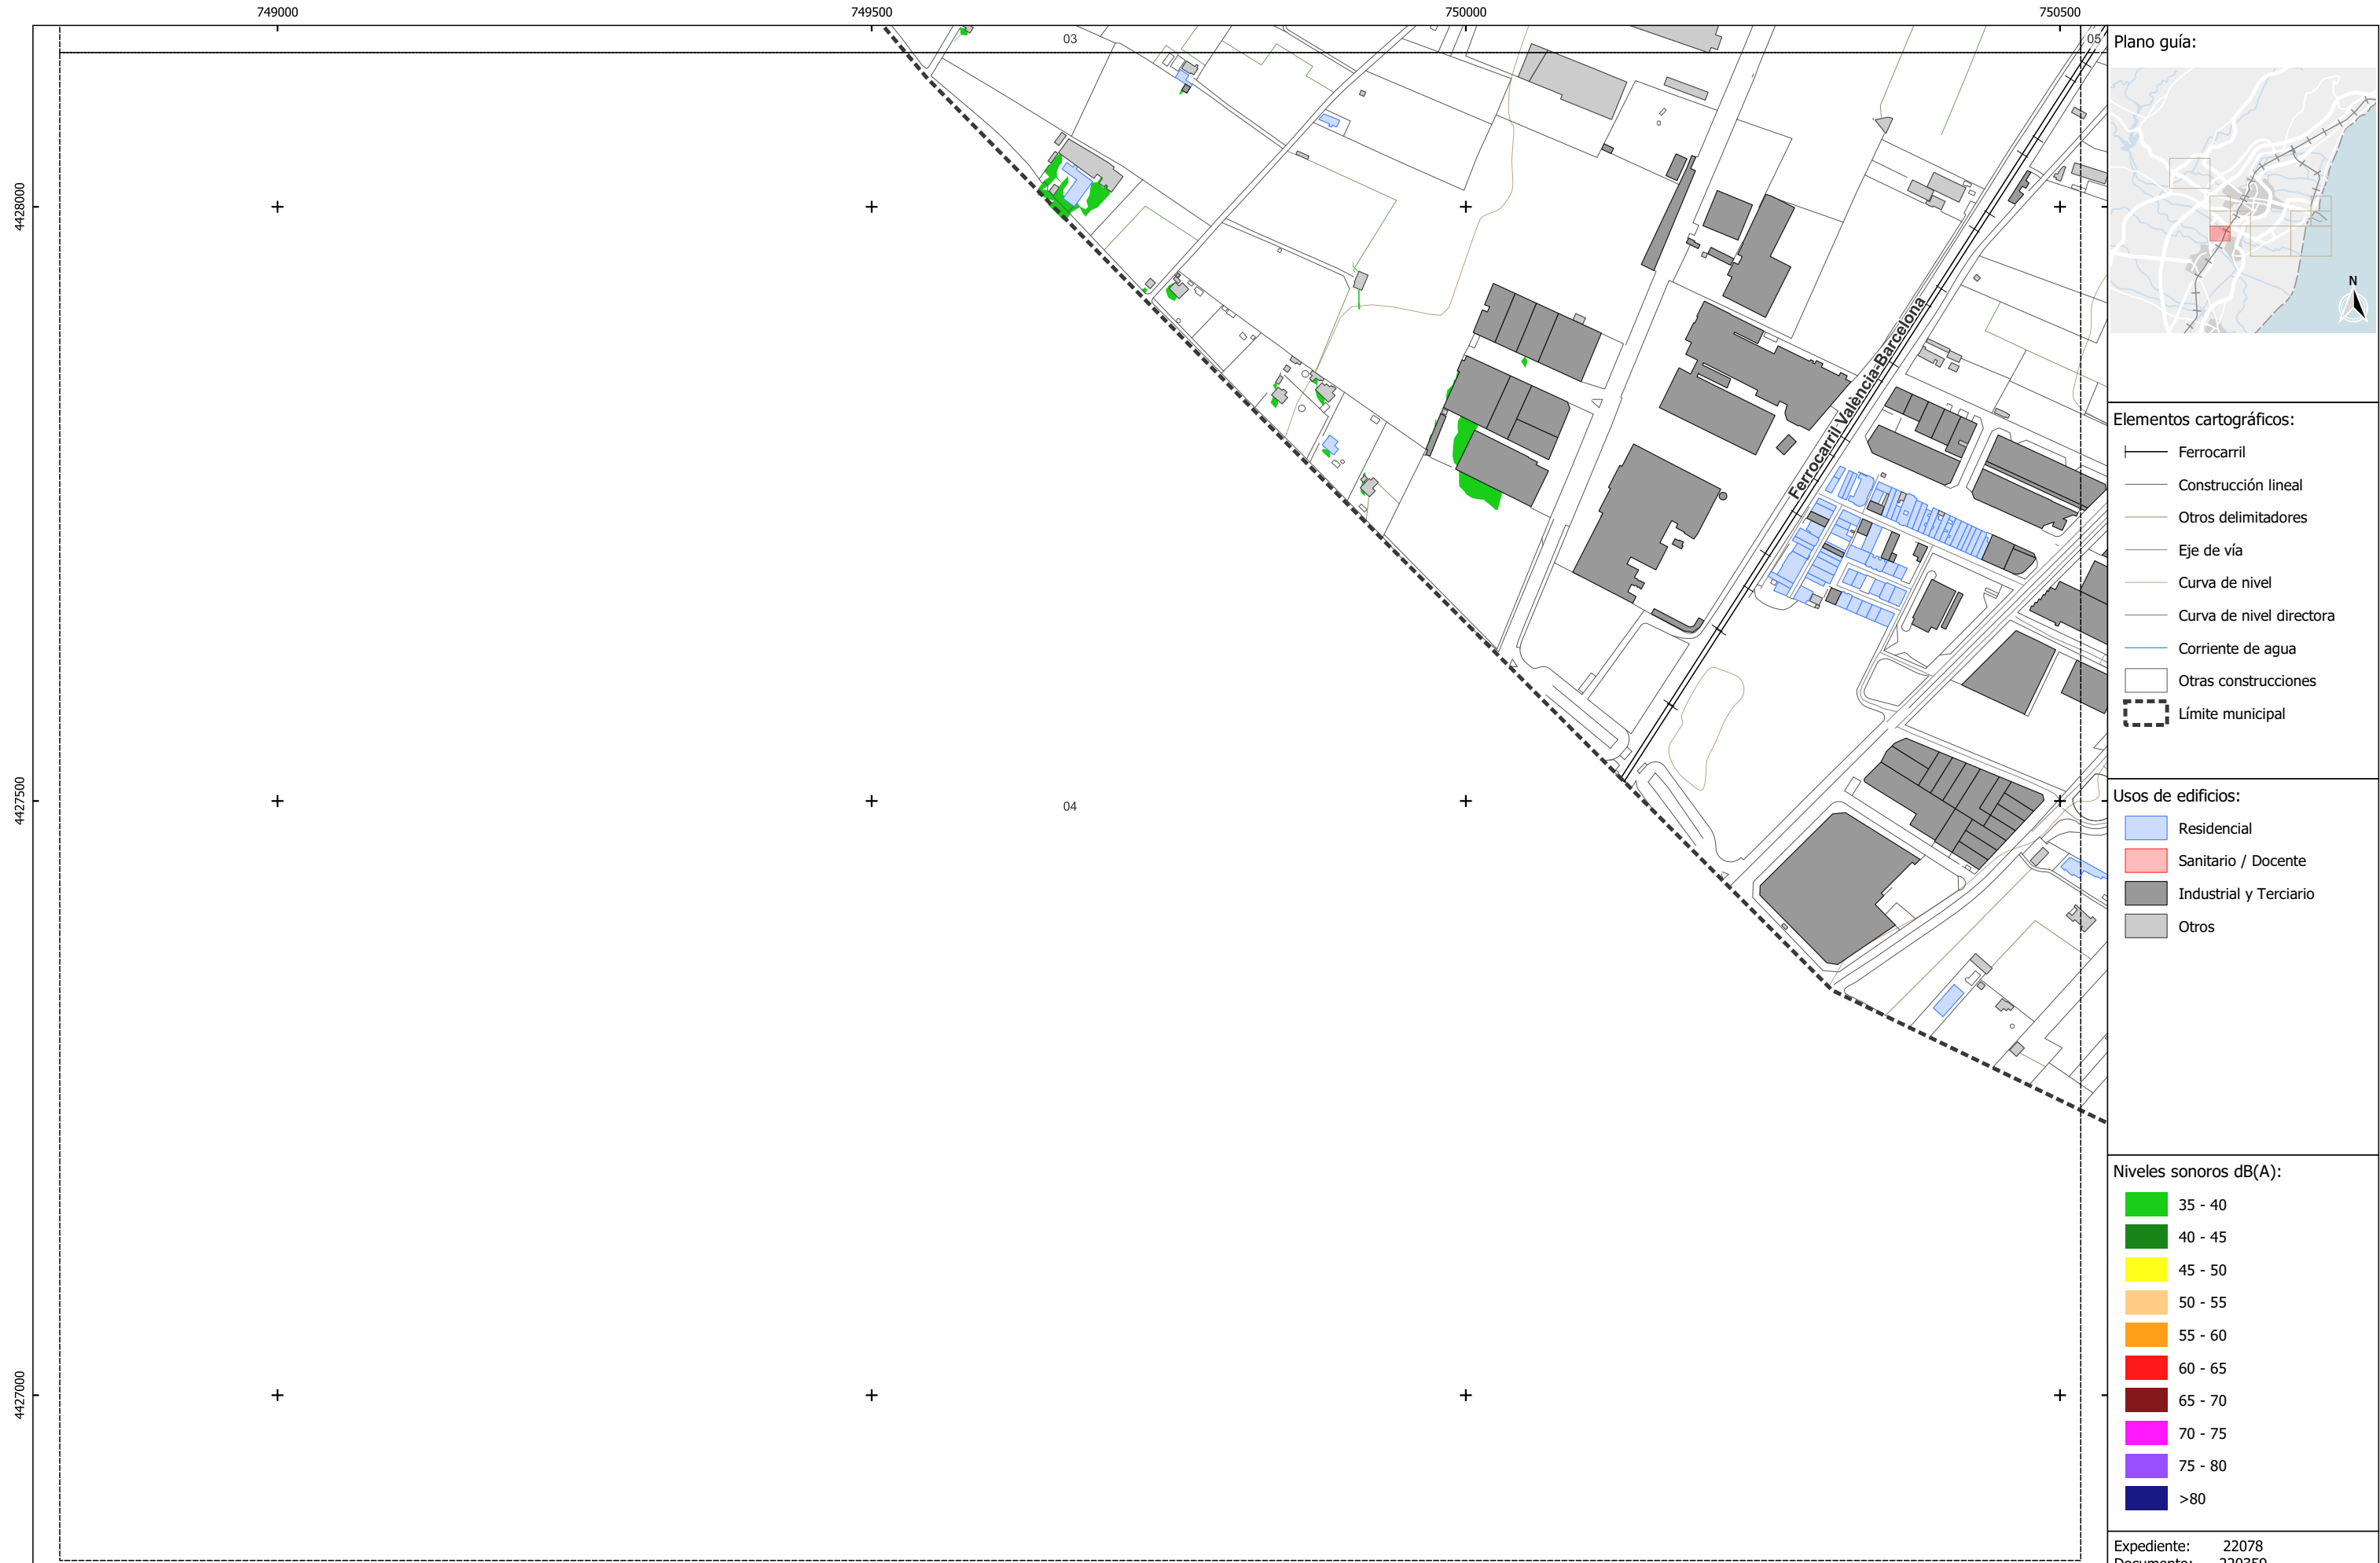 749000
749500
750000
750500
03
05
4428000
4427500
4427000
Ferrocarril València-Barcelona
04
Plano guía:
N
Elementos cartográficos:
Ferrocarril
Construcción lineal
Otros delimitadores
Eje de vía
Curva de nivel
Curva de nivel directora
Corriente de agua
Otras construcciones
Límite municipal
Usos de edificios:
Residencial
Sanitario / Docente
Industrial y Terciario
Otros
Niveles sonoros dB(A):
35 - 40
40 - 45
45 - 50
50 - 55
55 - 60
60 - 65
65 - 70
70 - 75
75 - 80
>80
Expediente: 22078
Documento: 220359